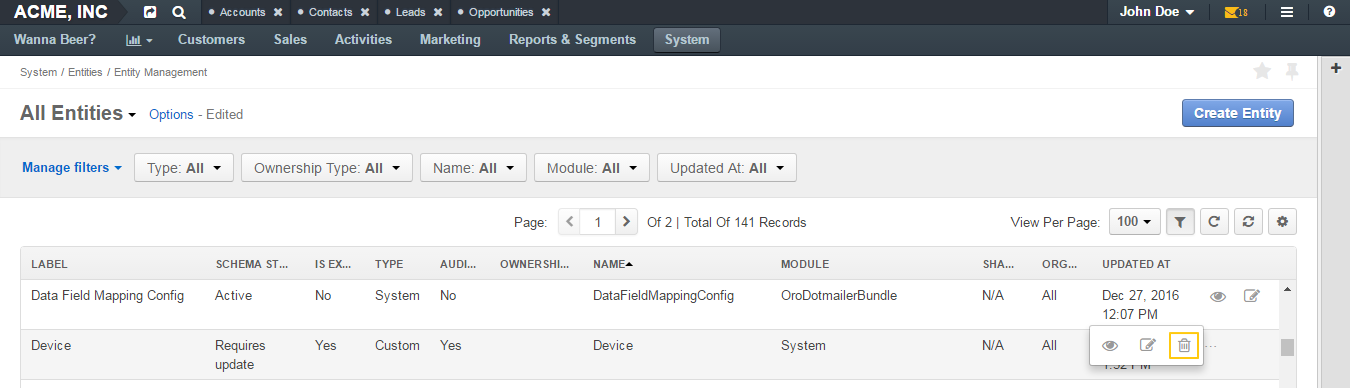 ACME, INC Accounts Contacts Leads Opportunities John Doe 18
Wanna Beer? Customers Sales Activities Marketing Reports & Segments System
System / Entities / Entity Management
All Entities Options - Edited Create Entity
Manage filters Type: All Ownership Type: All Name: All Module: All Updated At: All
Page: 1 Of 2 | Total Of 141 Records View Per Page: 100
LABEL SCHEMA ST... IS EX... TYPE AUDI... OWNERSHI... NAME MODULE SHA... ORG... UPDATED AT
Data Field Mapping Config Active No System No DataFieldMappingConfig OroDotmailerBundle N/A All Dec 27, 2016
12:07 PM
Device Requires Yes Custom Yes Device System N/A All ...
update